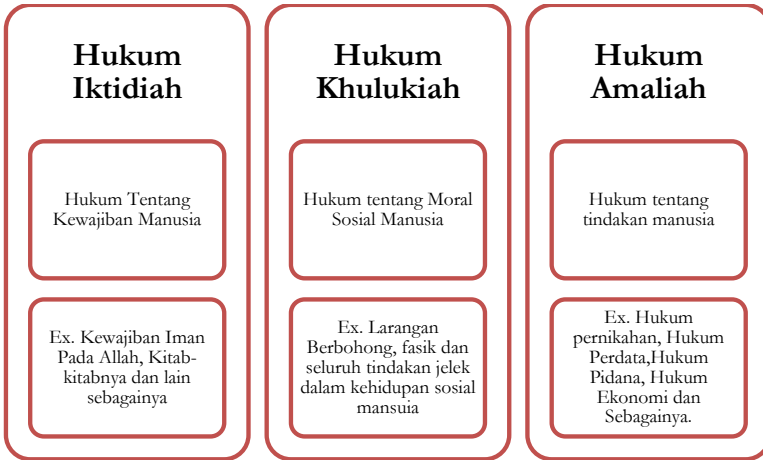 Hukum
Iktidiah
Hukum Tentang
Kewajiban Manusia
Ex. Kewajiban Iman
Pada Allah, Kitab-
kitabnya dan lain
sebagainya
Hukum
Khulukiah
Hukum tentang Moral
Sosial Manusia
Ex. Larangan
Berbohong, fasik dan
seluruh tindakan jelek
dalam kehidupan sosial
mansuia
Hukum
Amaliah
Hukum tentang
tindakan manusia
Ex. Hukum
pernikahan, Hukum
Perdata,Hukum
Pidana, Hukum
Ekonomi dan
Sebagainya.